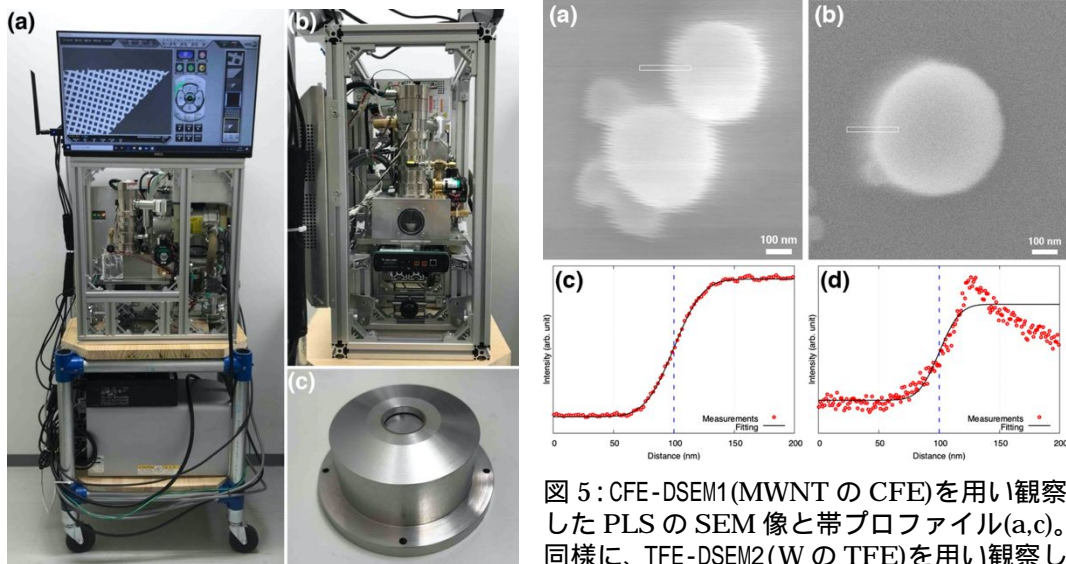 (a)
(b)
(c)
(a)
100 nm
(b)
100 nm
(c)
Intensity (arb. unit)
Measurements
Fitting
0 50 100 150 200
Distance (nm)
(d)
Intensity (arb. unit)
Measurements
Fitting
0 50 100 150 200
Distance (nm)
図 5 : CFE-DSEM1(MWNT の CFE)を用い観察
した PLS の SEM 像と帯プロファイル(a,c)。
同様に、TFE-DSEM2(W の TFE)を用い観察し